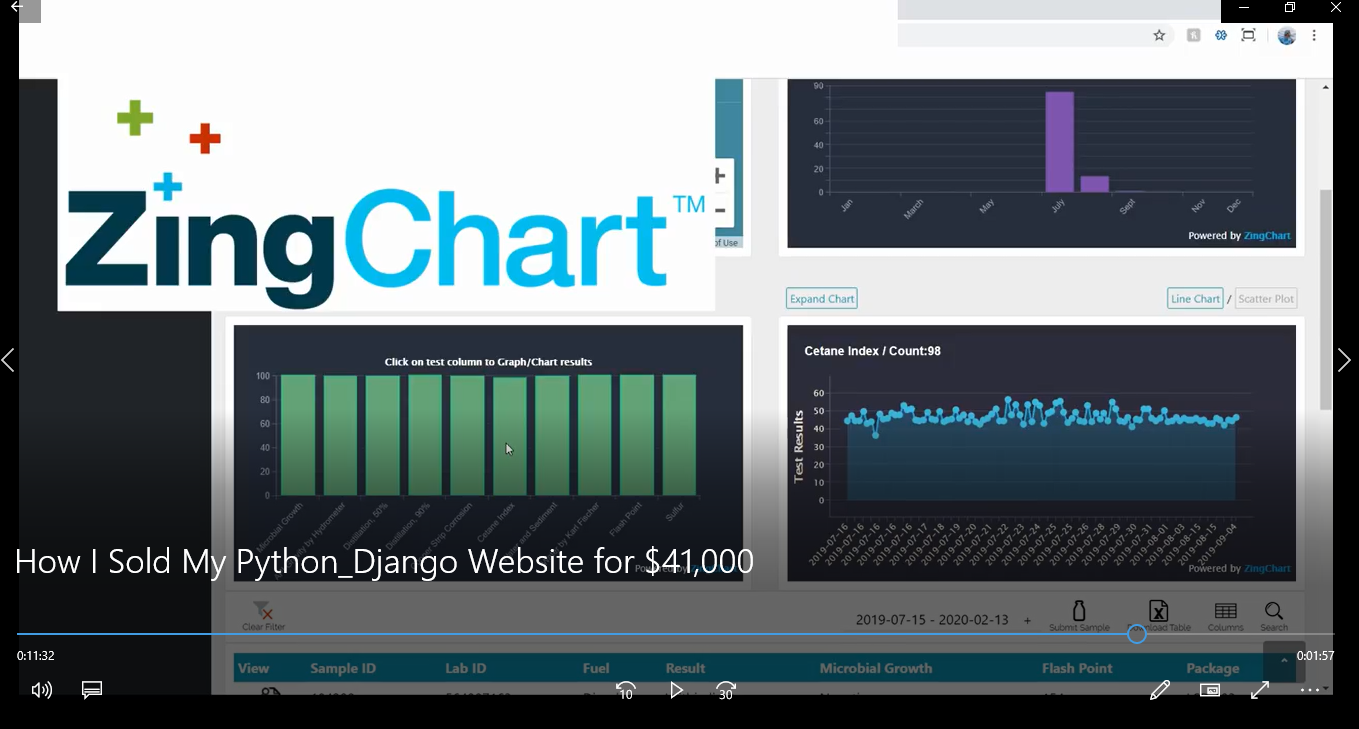 90
60
40
20
0
Jan
March
May
July
Sept
Nov
Dec
Powered by ZingChart
ZingChart™
of Use
Expand Chart
Line Chart / Scatter Plot
Click on test column to Graph/Chart results
100
80
60
40
20
0
Microbial Growth
by Hydrometer
Distillation, 50%
Distillation, 90%
Strip Corrosion
Cetane Index
and Sediment
by Karl Fischer
Flash Point
Sulfur
Cetane Index / Count:98
Test Results
60
50
40
30
20
10
0
2019-07-16
2019-07-16
2019-07-16
2019-07-16
2019-07-16
2019-07-17
2019-07-18
2019-07-19
2019-07-20
2019-07-21
2019-07-22
2019-07-23
2019-07-24
2019-07-25
2019-07-26
2019-07-27
2019-07-28
2019-07-29
2019-07-30
2019-07-31
2019-08-01
2019-08-03
2019-08-15
2019-08-15
2019-09-04
Powered by ZingChart
How I Sold My Python_Django Website for $41,000
Clear Filter
2019-07-15 - 2020-02-13 +
Submit Sample
Download Table
Columns
Search
0:11:32
0:01:57
View Sample ID Lab ID Fuel Result Microbial Growth Flash Point Package
10
30